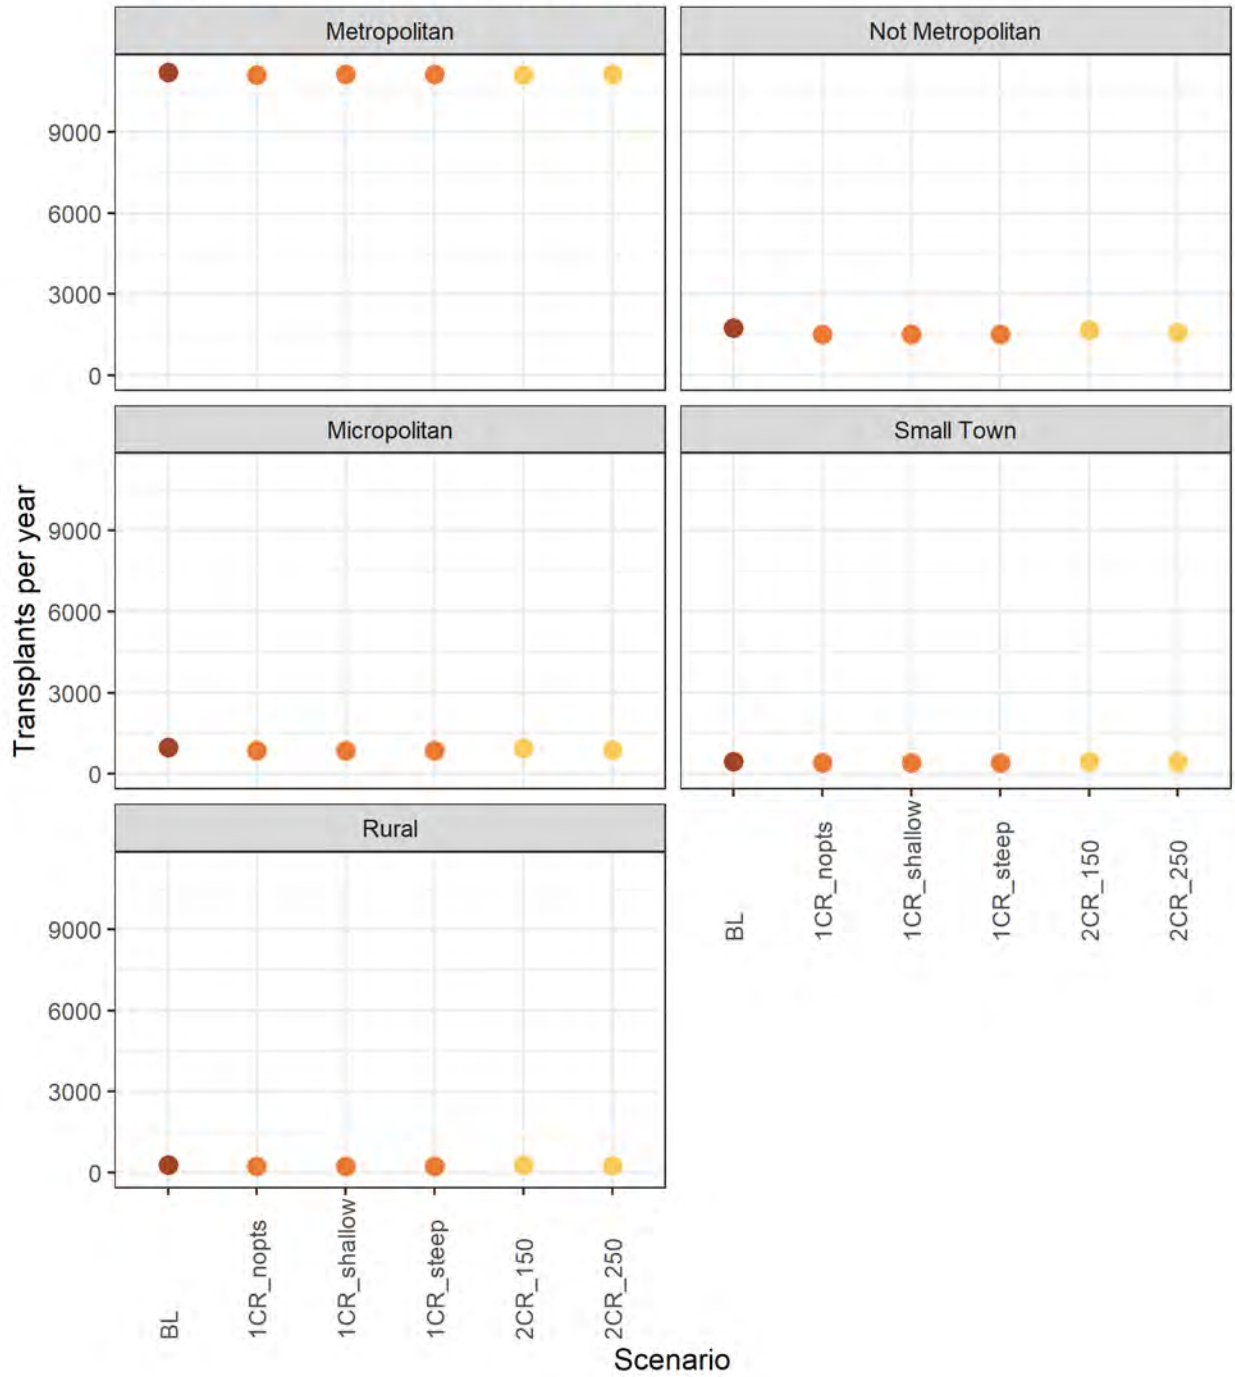 Metropolitan
Not Metropolitan
9000
6000
3000
0
Micropolitan
Small Town
Transplants per year
9000
6000
3000
0
BL
1CR_nopts
1CR_shallow
1CR_steep
2CR_150
2CR_250
Rural
9000
6000
3000
0
BL
1CR_nopts
1CR_shallow
1CR_steep
2CR_150
2CR_250
Scenario